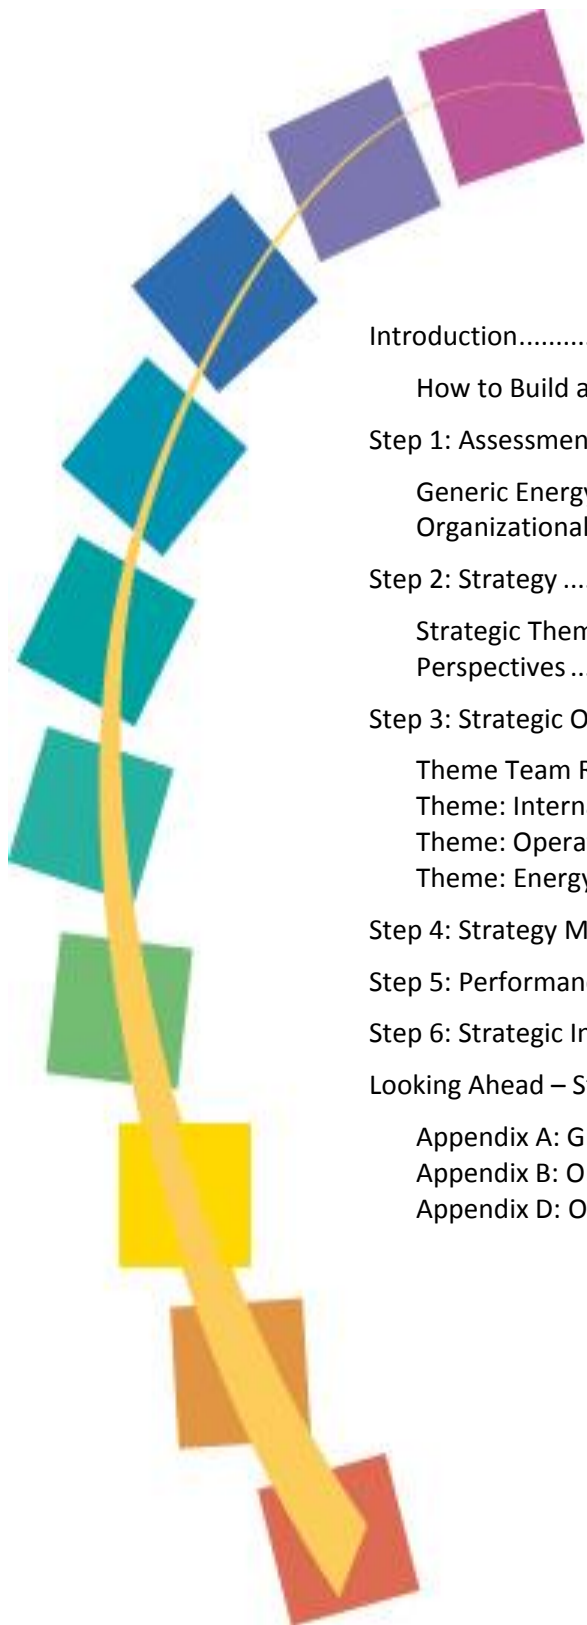 Introduction..........
How to Build a
Step 1: Assessmen
Generic Energy
Organizational
Step 2: Strategy ....
Strategic Them
Perspectives ...
Step 3: Strategic O
Theme Team R
Theme: Interna
Theme: Opera
Theme: Energy
Step 4: Strategy M
Step 5: Performan
Step 6: Strategic In
Looking Ahead – S
Appendix A: G
Appendix B: O
Appendix D: O